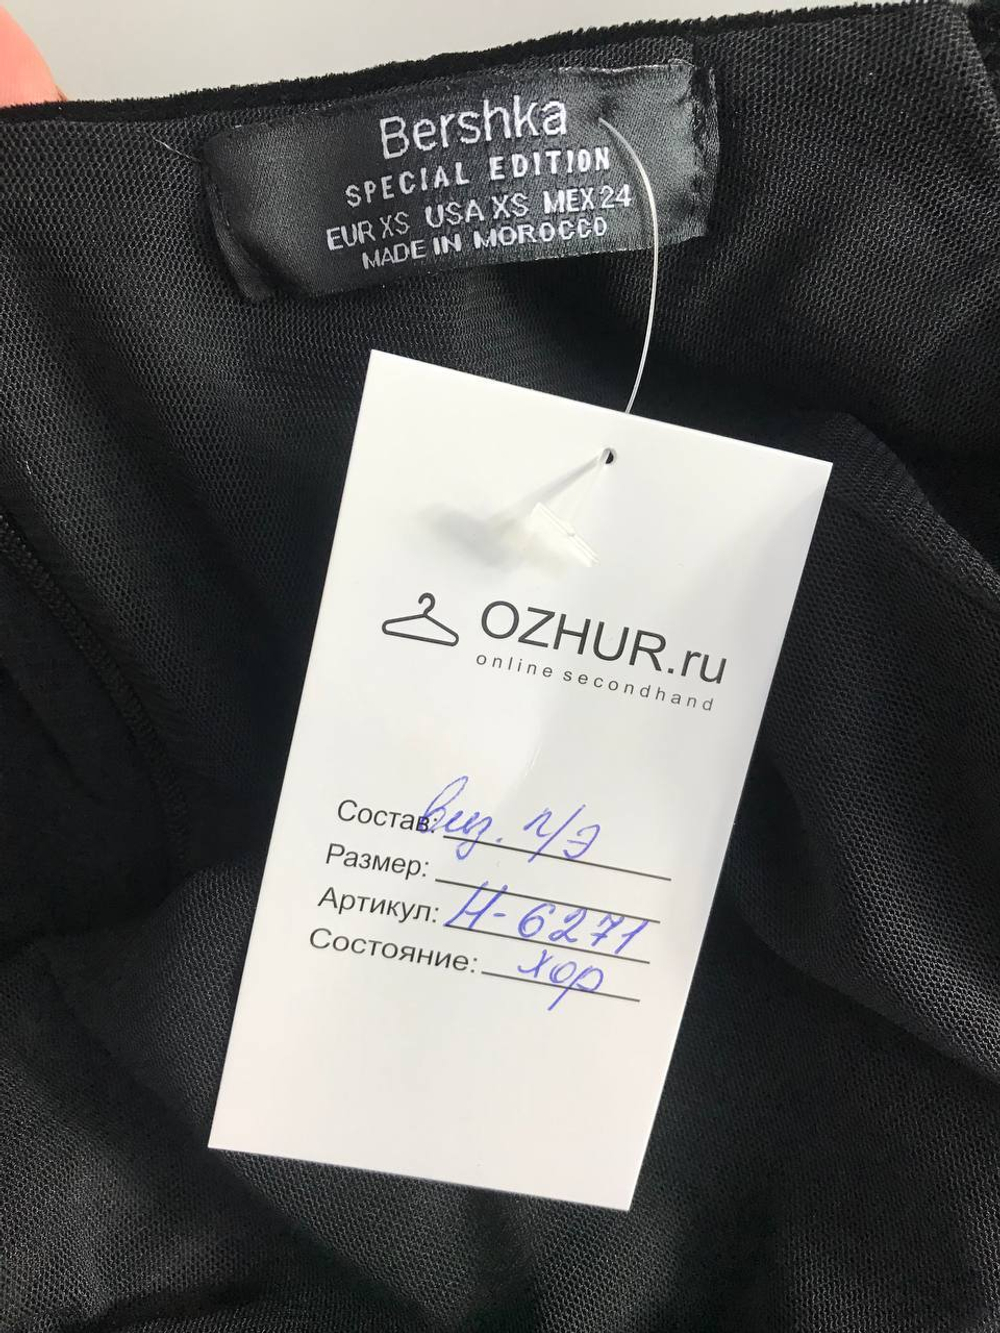 Bershka
SPECIAL EDITION
EUR XS USA XS MEX 24
MADE IN MOROCCO
OZHUR.ru
online secondhand
Состав: виз. п/э
Размер:
Артикул: Н-6271
Состояние: хор